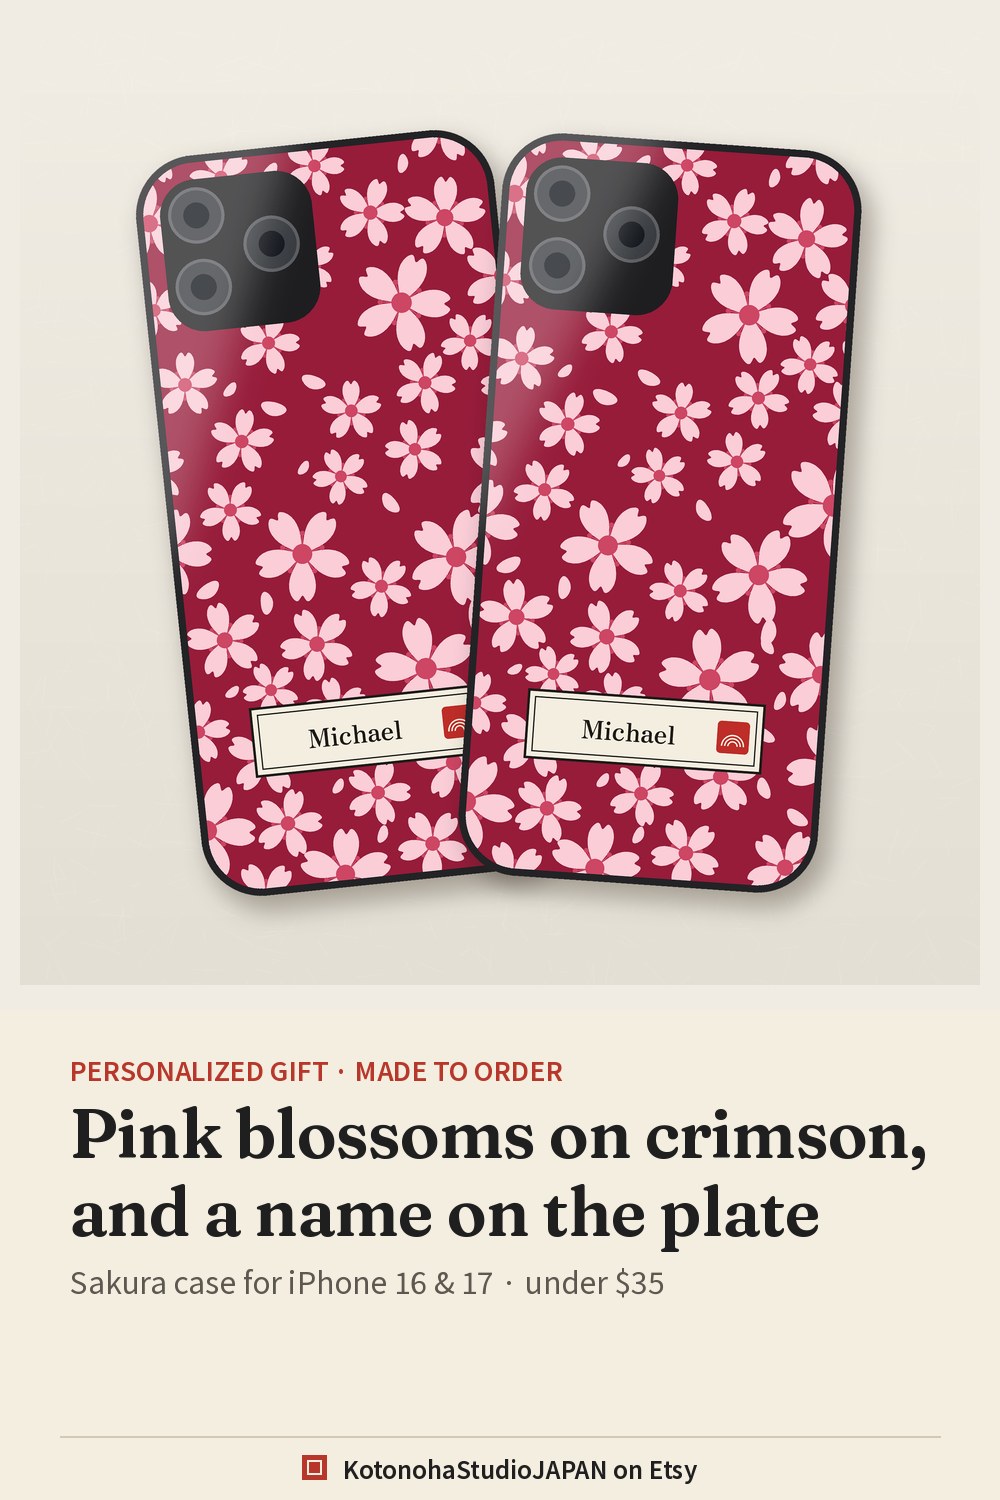 Michael
Michael
PERSONALIZED GIFT · MADE TO ORDER
Pink blossoms on crimson,
and a name on the plate
Sakura case for iPhone 16 & 17 · under $35
KotonohaStudioJAPAN on Etsy